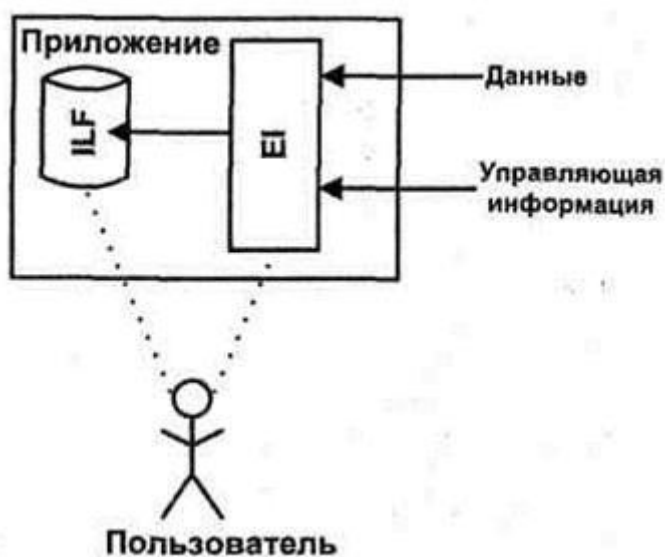 Приложение
ILF
EI
Данные
Управляющая
информация
Пользователь